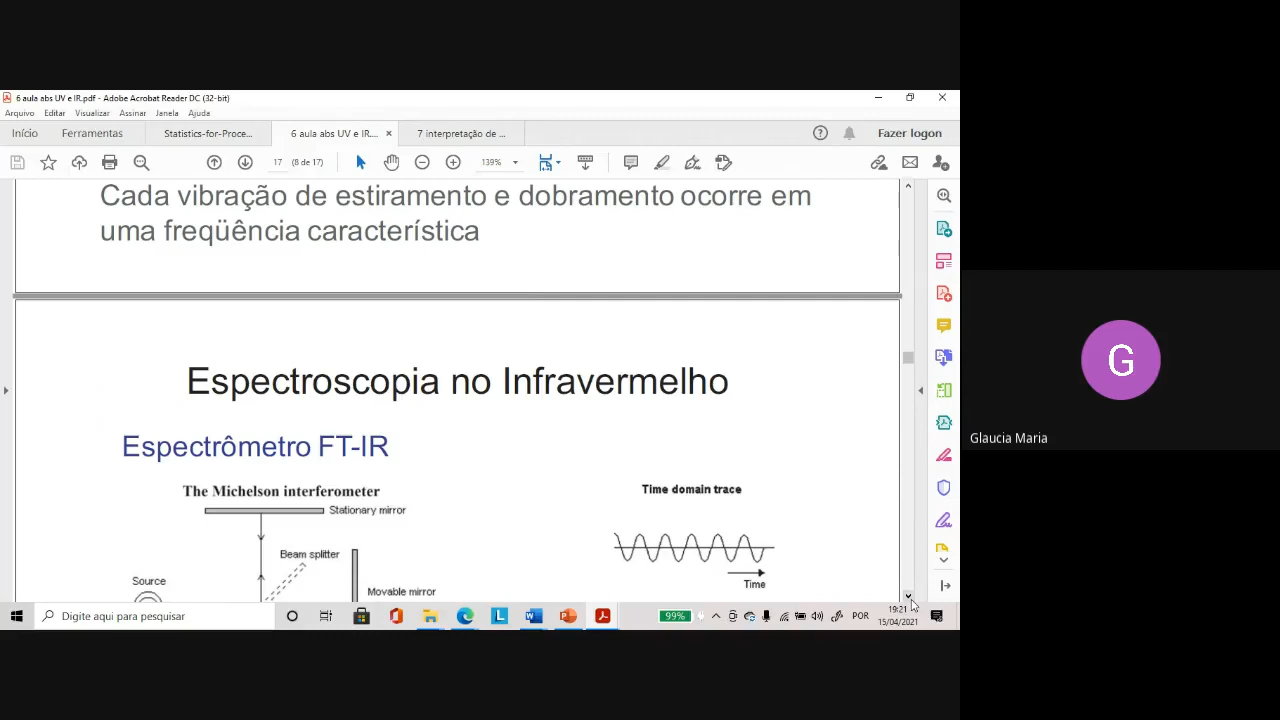 6 aula abs UV e IR.pdf - Adobe Acrobat Reader DC (32-bit)
Arquivo Editar Visualizar Assinar Janela Ajuda
Início Ferramentas Statistics-for-Proce... 6 aula abs UV e IR.... × 7 interpretação de ... Fazer logon
17 (8 de 17) 139%
Cada vibração de estiramento e dobramento ocorre em
uma freqüência característica
Espectroscopia no Infravermelho
Espectrômetro FT-IR
The Michelson interferometer
Stationary mirror
Beam splitter
Source
Movable mirror
Time domain trace
Time
G
Glaucia Maria
Digite aqui para pesquisar
99%
POR
19:21
15/04/2021